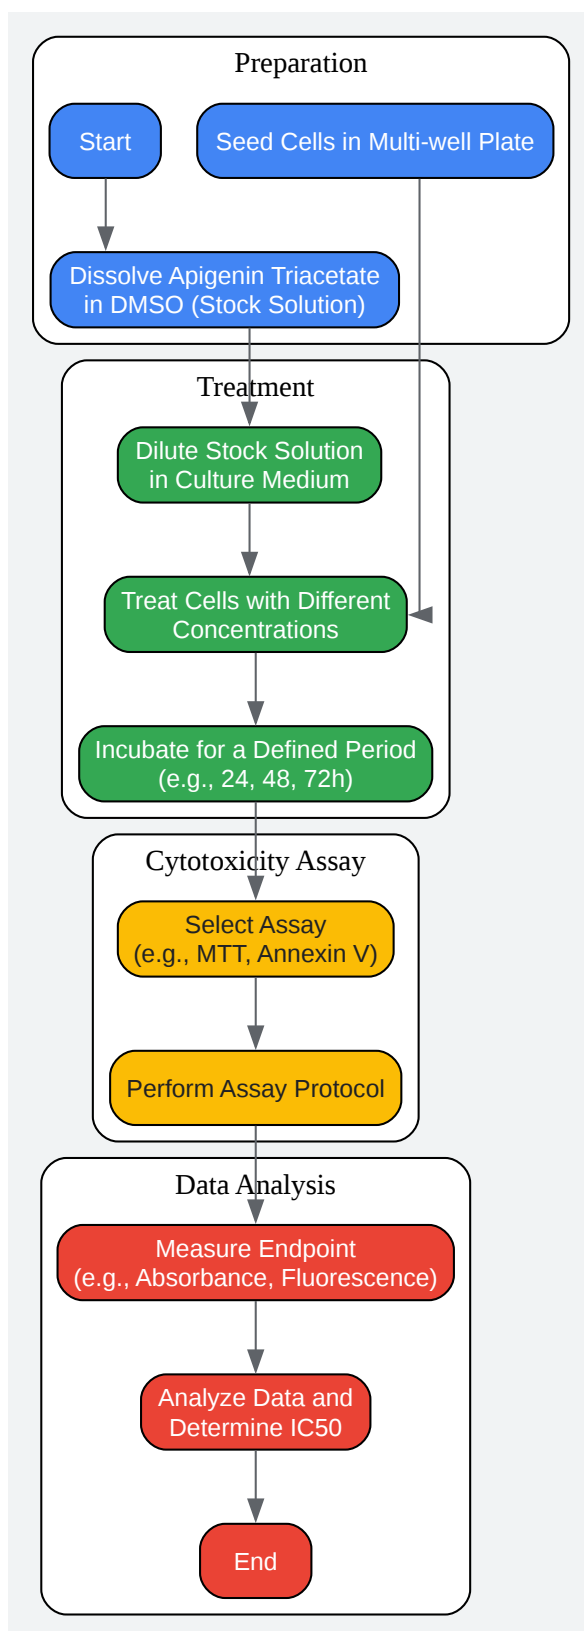 Preparation
Start
Seed Cells in Multi-well Plate
Dissolve Apigenin Triacetate
in DMSO (Stock Solution)
Treatment
Dilute Stock Solution
in Culture Medium
Treat Cells with Different
Concentrations
Incubate for a Defined Period
(e.g., 24, 48, 72h)
Cytotoxicity Assay
Select Assay
(e.g., MTT, Annexin V)
Perform Assay Protocol
Data Analysis
Measure Endpoint
(e.g., Absorbance, Fluorescence)
Analyze Data and
Determine IC50
End